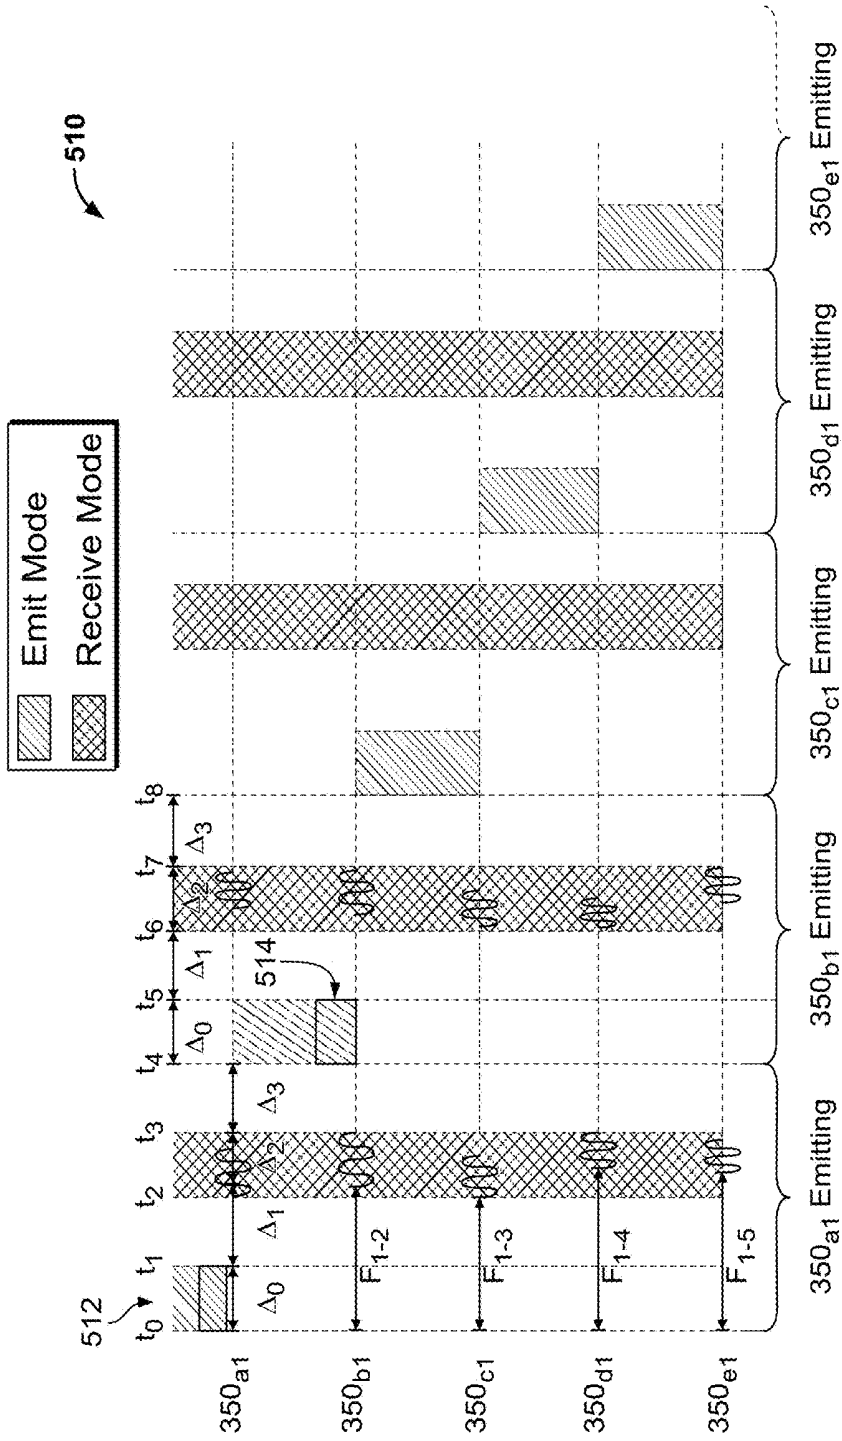 510
Emit Mode
Receive Mode
512
t0 t1 t2 t3 t4 t5 t6 t7 t8
Δ0 Δ1 Δ2 Δ3
Δ0 Δ1 Δ2 Δ3
514
350a1
350b1
F1-2
350c1
F1-3
350d1
F1-4
350e1
F1-5
350a1 Emitting
350b1 Emitting
350c1 Emitting
350d1 Emitting
350e1 Emitting